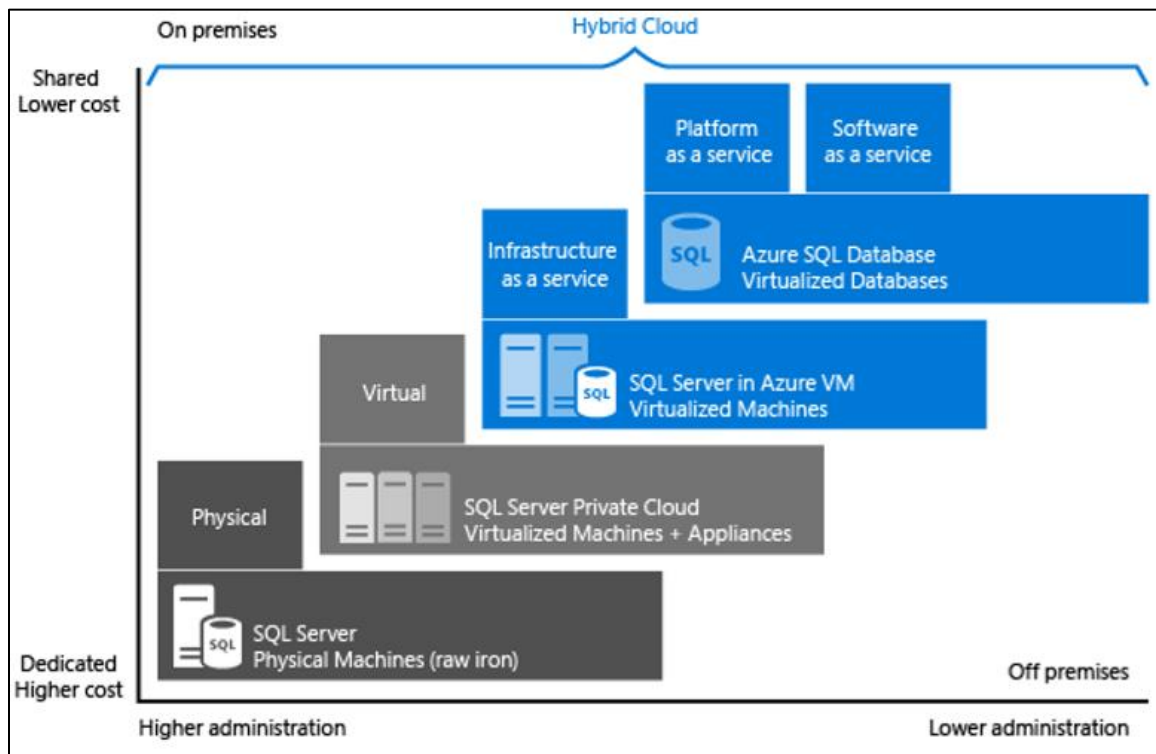 On premises
Hybrid Cloud
Shared
Lower cost
Platform
as a service
Software
as a service
Infrastructure
as a service
SQL
Azure SQL Database
Virtualized Databases
Virtual
SQL
SQL Server in Azure VM
Virtualized Machines
Physical
SQL Server Private Cloud
Virtualized Machines + Appliances
SQL
SQL Server
Physical Machines (raw iron)
Dedicated
Higher cost
Off premises
Higher administration
Lower administration